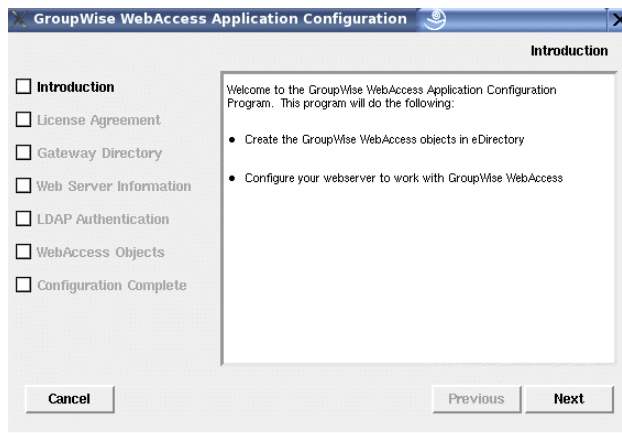 GroupWise WebAccess Application Configuration
Introduction
Introduction
License Agreement
Gateway Directory
Web Server Information
LDAP Authentication
WebAccess Objects
Configuration Complete
Welcome to the GroupWise WebAccess Application Configuration
Program. This program will do the following:
● Create the GroupWise WebAccess objects in eDirectory
● Configure your webserver to work with GroupWise WebAccess
Cancel
Previous
Next